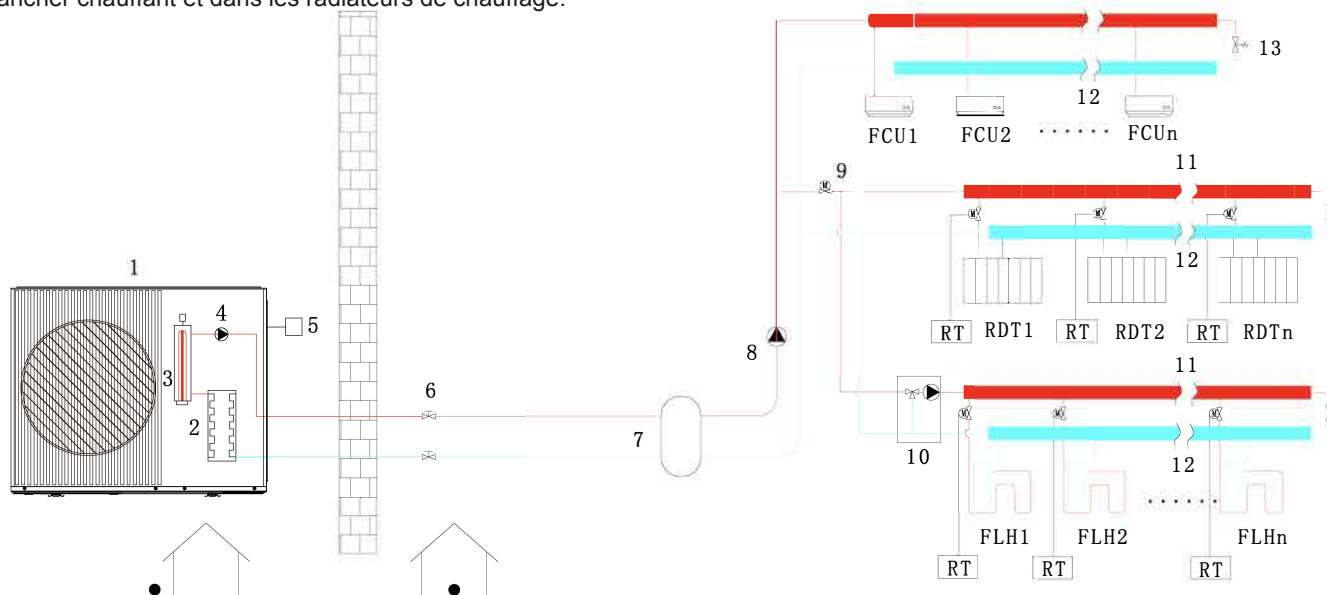 ancher chauffant et dans les radiateurs de chauffage.
13
12
FCU1 FCU2 FCUn
11
9
M
M M M
12
1
4
5
RT RDT1 RT RDT2 RT RDTn
3
8
11
6
M M M
2
7
10
12
FLH1 FLH2 FLHn
RT RT RT